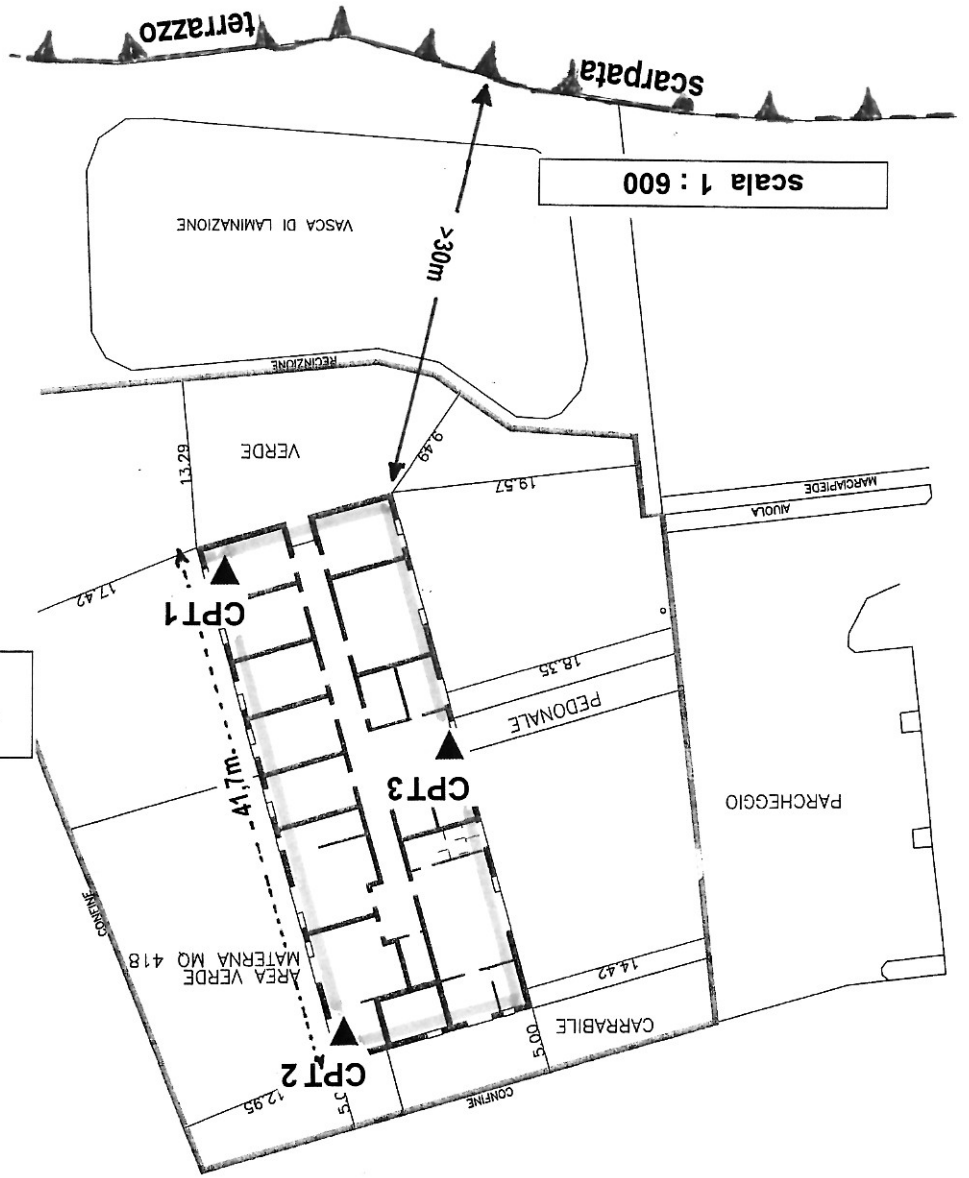 CONFINE
12.95
CPT2
5.00
CARRABILE
14.42
AREA VERDE
MATERNA MQ 418
CONFINE
41,7m.
PARCHEGGIO
CPT3
PEDONALE
18.35
CPT1
17.42
AIUOLA
MARCIAPIEDE
19.57
9.49
VERDE
13.29
RECINZIONE
>30m
VASCA DI LAMINAZIONE
scala 1 : 600
scarpata
terrazzo